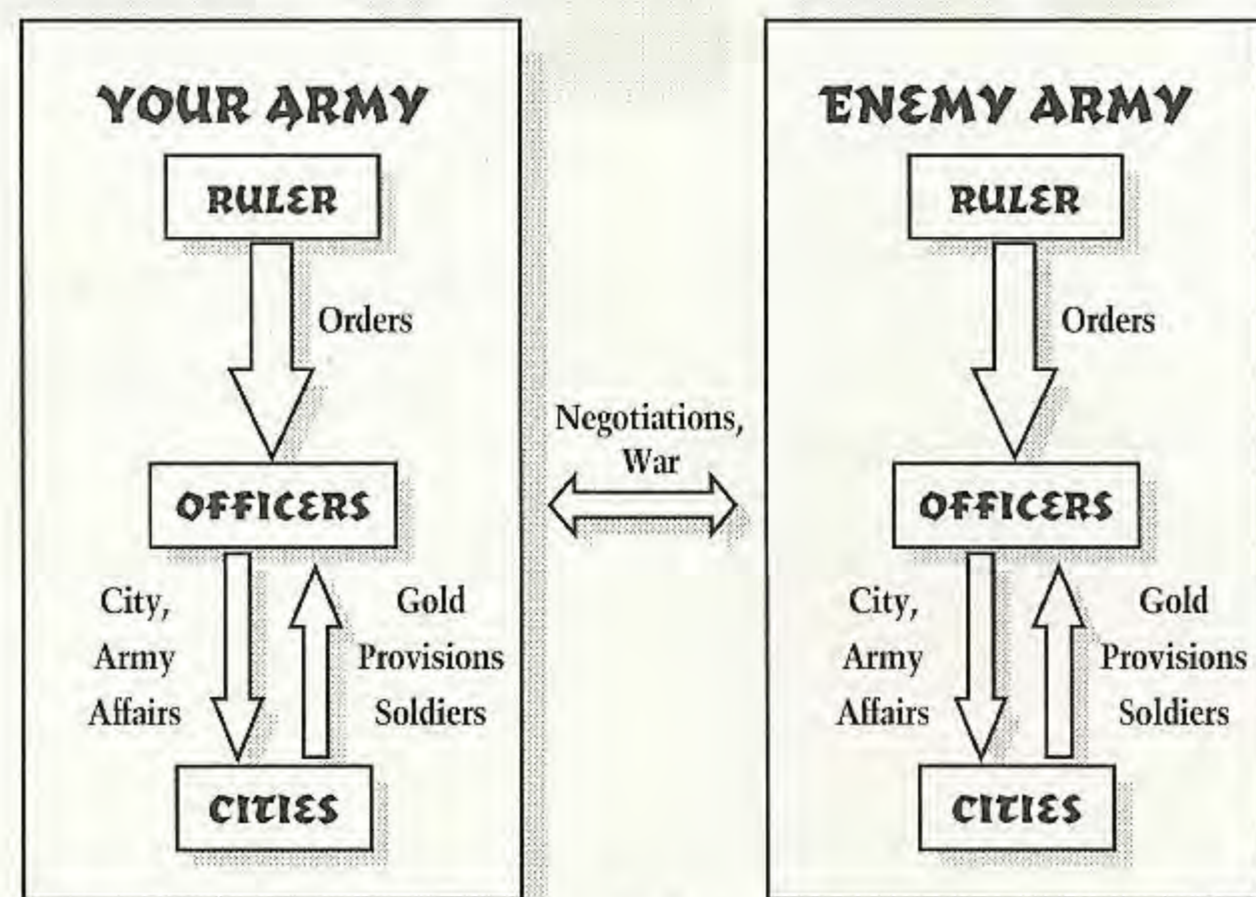 YOUR ARMY
RULER
Orders
OFFICERS
City,
Army
Affairs
Gold
Provisions
Soldiers
CITIES
Negotiations,
War
ENEMY ARMY
RULER
Orders
OFFICERS
City,
Army
Affairs
Gold
Provisions
Soldiers
CITIES